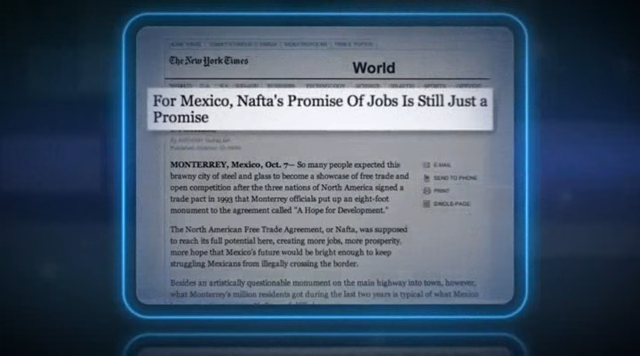 The New York Times
World
For Mexico, Nafta's Promise Of Jobs Is Still Just a
Promise
MONTERREY, Mexico, Oct. 7— So many people expected this
brawny city of steel and glass to become a showcase of free trade and
open competition after the three nations of North America signed a
trade pact in 1993 that Monterrey officials put up an eight-foot
monument to the agreement called "A Hope for Development."
E-MAIL
SEND TO PHONE
PRINT
SINGLE-PAGE
The North American Free Trade Agreement, or Nafta, was supposed
to reach its full potential here, creating more jobs, more prosperity,
more hope that Mexico's future would be bright enough to keep
struggling Mexicans from illegally crossing the border.
Besides an artistically questionable monument on the main highway into town, however,
what Monterrey's million residents got during the last two years is typical of what Mexico